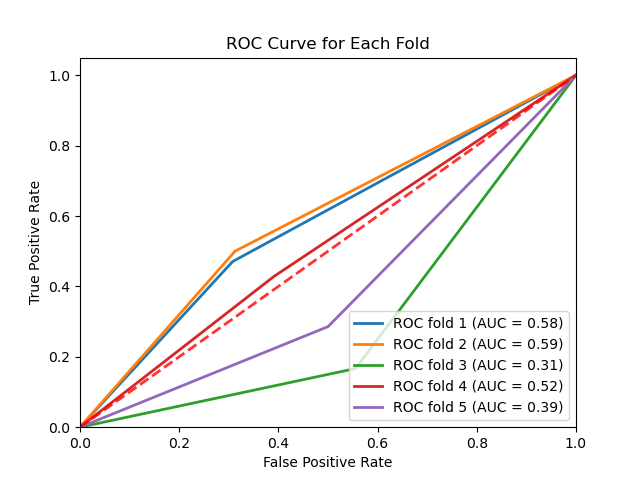 ROC Curve for Each Fold
True Positive Rate
1.0
0.8
0.6
0.4
0.2
0.0
ROC fold 1 (AUC = 0.58)
ROC fold 2 (AUC = 0.59)
ROC fold 3 (AUC = 0.31)
ROC fold 4 (AUC = 0.52)
ROC fold 5 (AUC = 0.39)
0.0 0.2 0.4 0.6 0.8 1.0
False Positive Rate